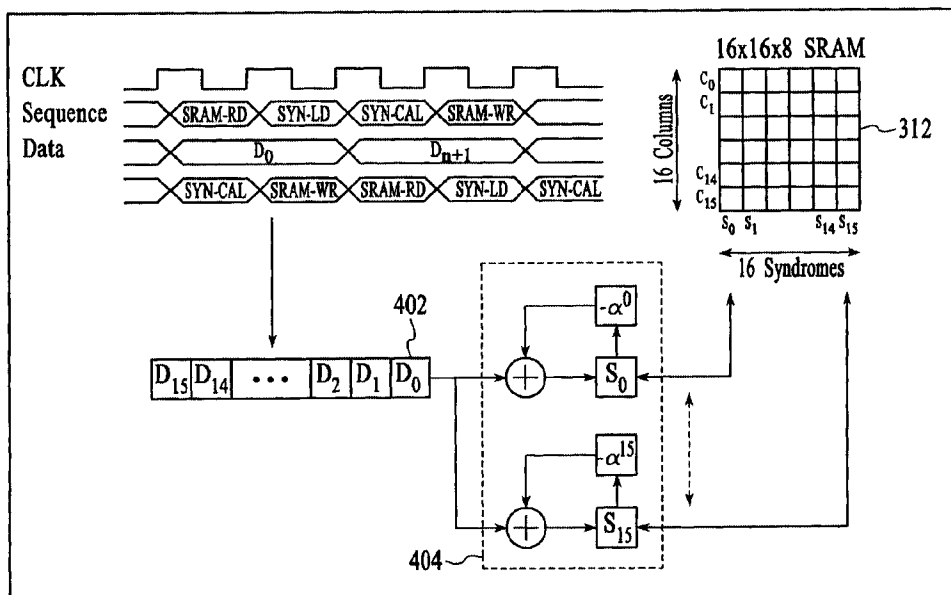 16x16x8 SRAM
CLK
Sequence SRAM-RD SYN-LD SYN-CAL SRAM-WR
Data D0 Dn+1
SYN-CAL SRAM-WR SRAM-RD SYN-LD SYN-CAL
16 Columns
C0
C1
C14
C15
312
S0 S1 S14 S15
16 Syndromes
402
D15 D14 ••• D2 D1 D0
-α^0
+ S0
-α^15
+ S15
404